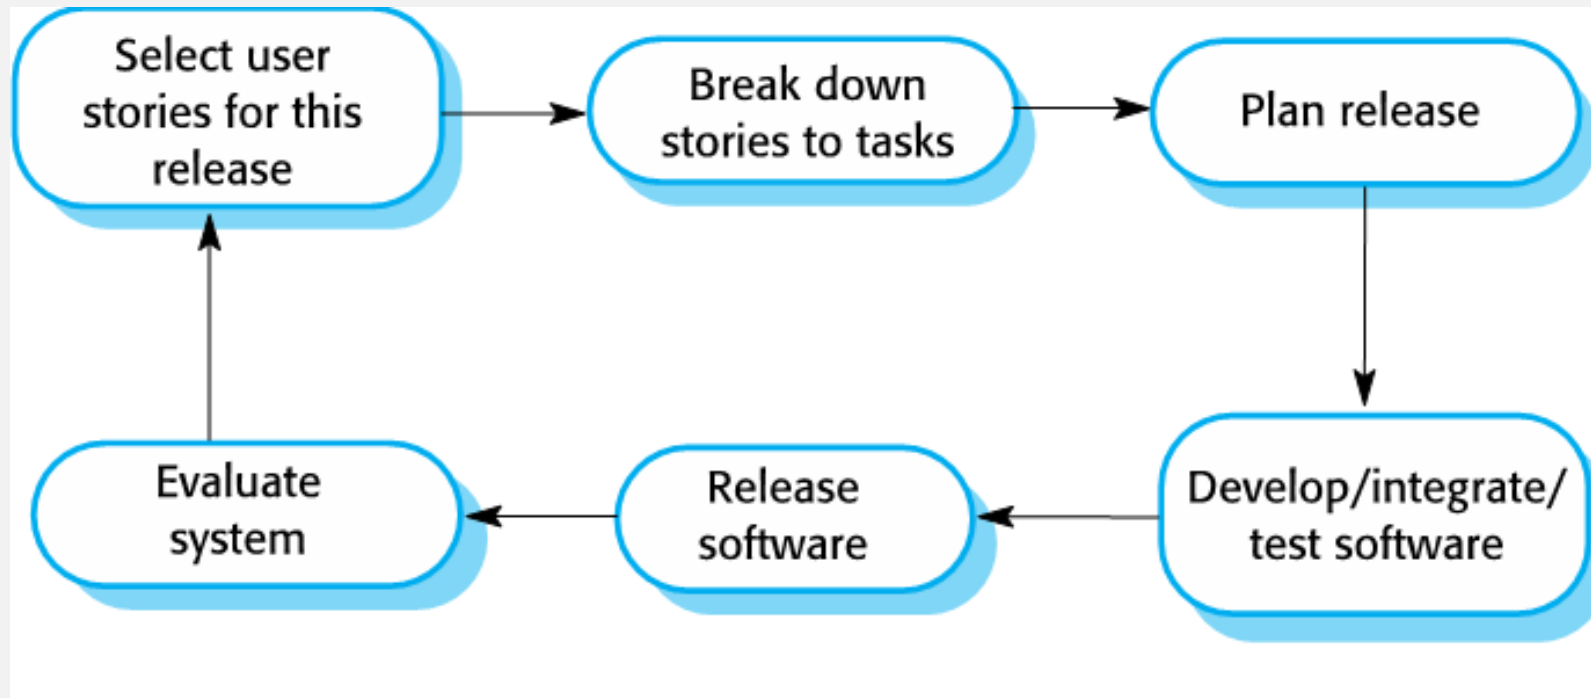 Select user
stories for this
release
Break down
stories to tasks
Plan release
Develop/integrate/
test software
Release
software
Evaluate
system